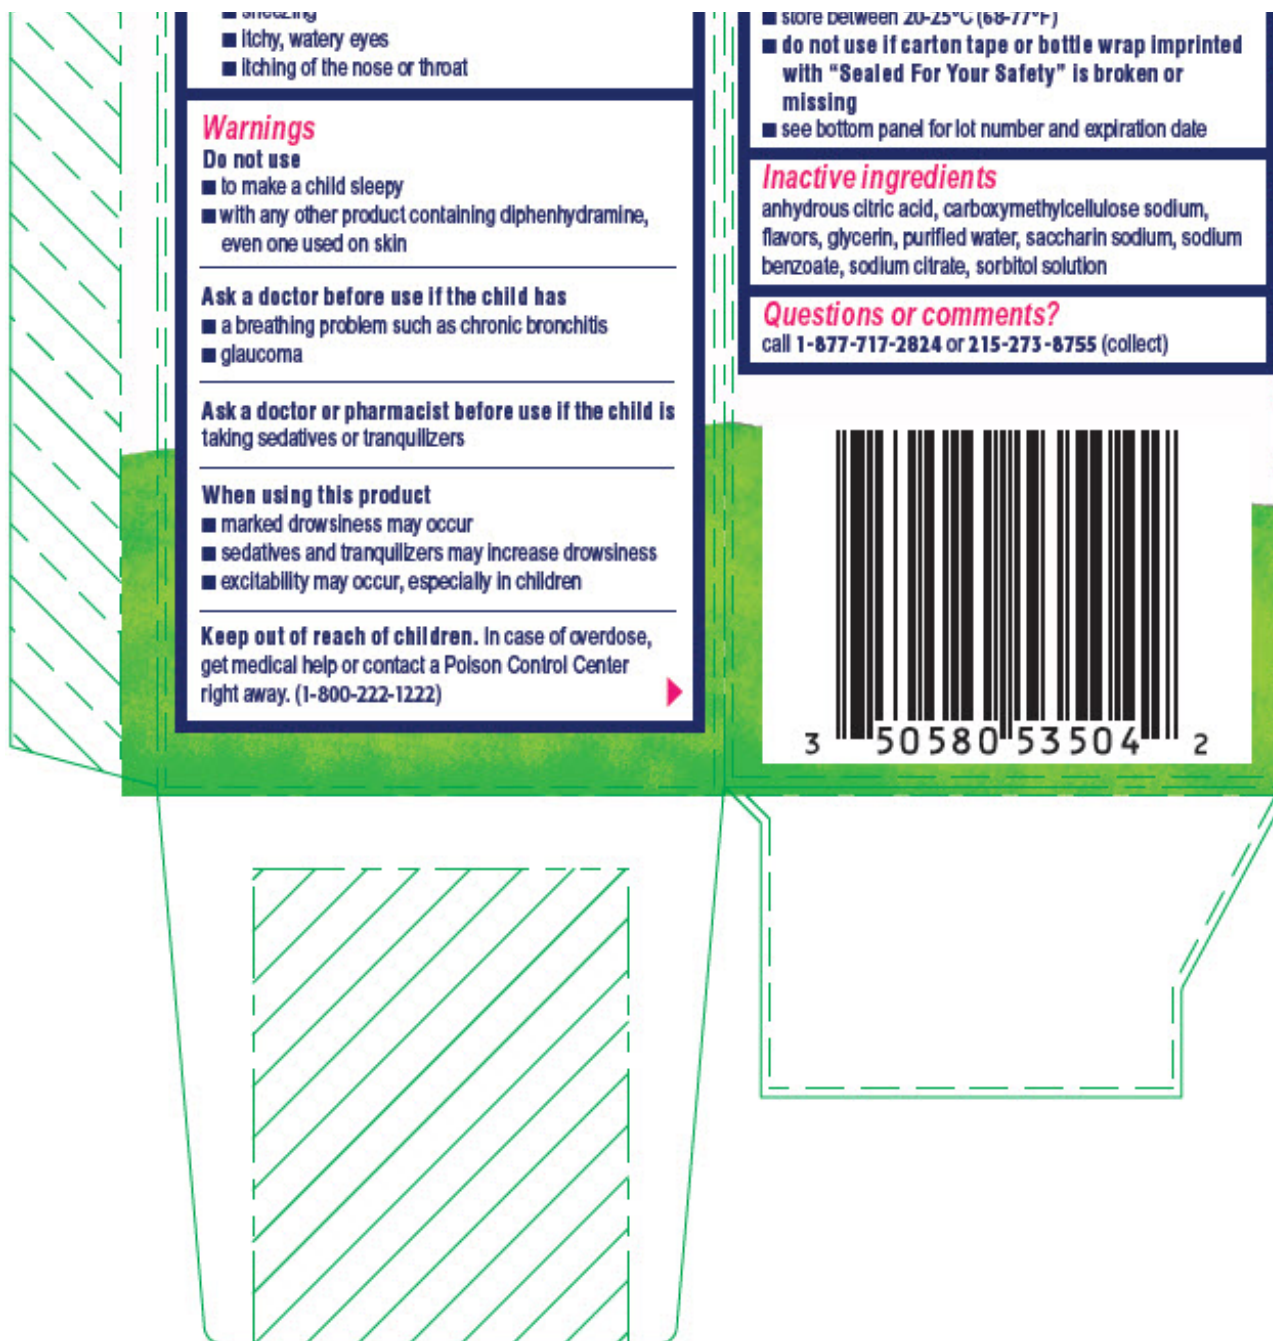 ■ sneezing
■ itchy, watery eyes
■ itching of the nose or throat
Warnings
Do not use
■ to make a child sleepy
■ with any other product containing diphenhydramine,
even one used on skin
Ask a doctor before use if the child has
■ a breathing problem such as chronic bronchitis
■ glaucoma
Ask a doctor or pharmacist before use if the child is
taking sedatives or tranquilizers
When using this product
■ marked drowsiness may occur
■ sedatives and tranquilizers may increase drowsiness
■ excitability may occur, especially in children
Keep out of reach of children. In case of overdose,
get medical help or contact a Poison Control Center
right away. (1-800-222-1222)
■ store between 20-25°C (68-77°F)
■ do not use if carton tape or bottle wrap imprinted
with “Sealed For Your Safety” is broken or
missing
■ see bottom panel for lot number and expiration date
Inactive ingredients
anhydrous citric acid, carboxymethylcellulose sodium,
flavors, glycerin, purified water, saccharin sodium, sodium
benzoate, sodium citrate, sorbitol solution
Questions or comments?
call 1-877-717-2824 or 215-273-8755 (collect)
3 50580 53504 2